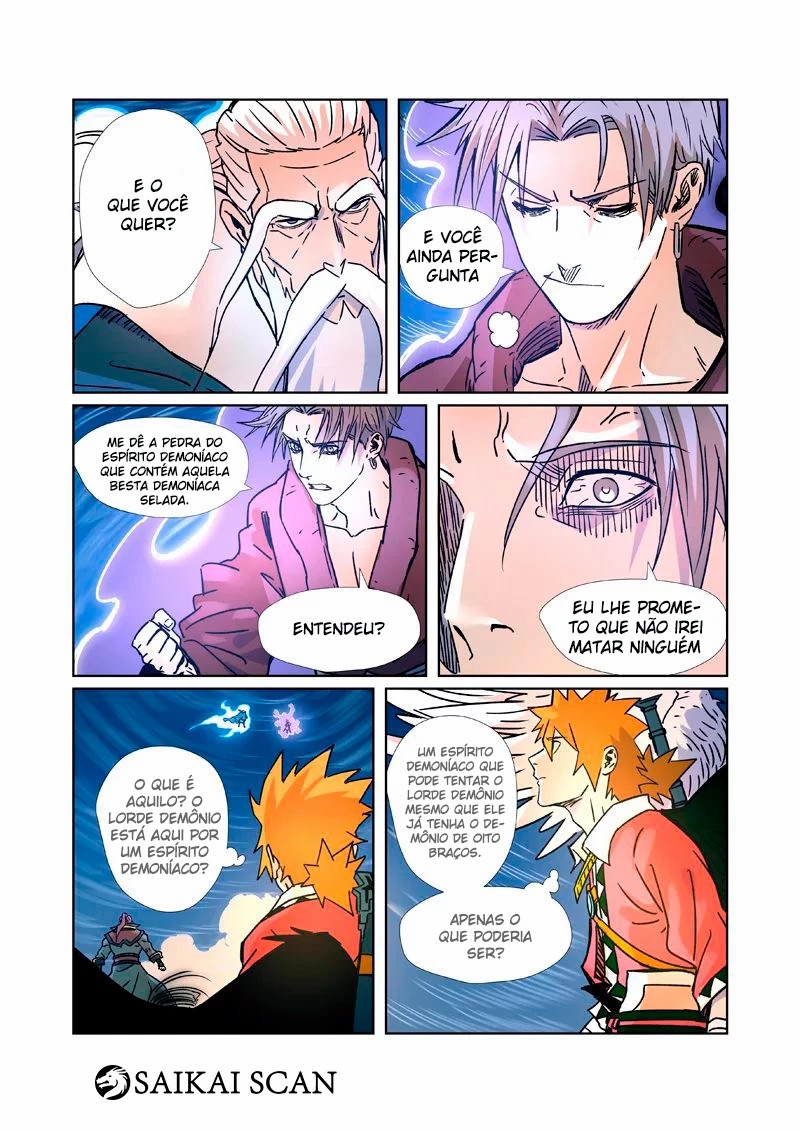 E O
QUE VOCÊ
QUER?
E VOCÊ
AINDA PER-
GUNTA
ME DÊ A PEDRA DO
ESPÍRITO DEMONÍACO
QUE CONTÉM AQUELA
BESTA DEMONÍACA
SELADA.
ENTENDEU?
EU LHE PROME-
TO QUE NÃO IREI
MATAR NINGUÉM
O QUE É
AQUILO? O
LORDE DEMÔNIO
ESTÁ AQUI POR
UM ESPÍRITO
DEMONÍACO?
UM ESPÍRITO
DEMONÍACO QUE
PODE TENTAR O
LORDE DEMÔNIO
MESMO QUE ELE
JÁ TENHA O DE-
MÔNIO DE OITO
BRAÇOS.
APENAS O
QUE PODERIA
SER?
SAIKAI SCAN